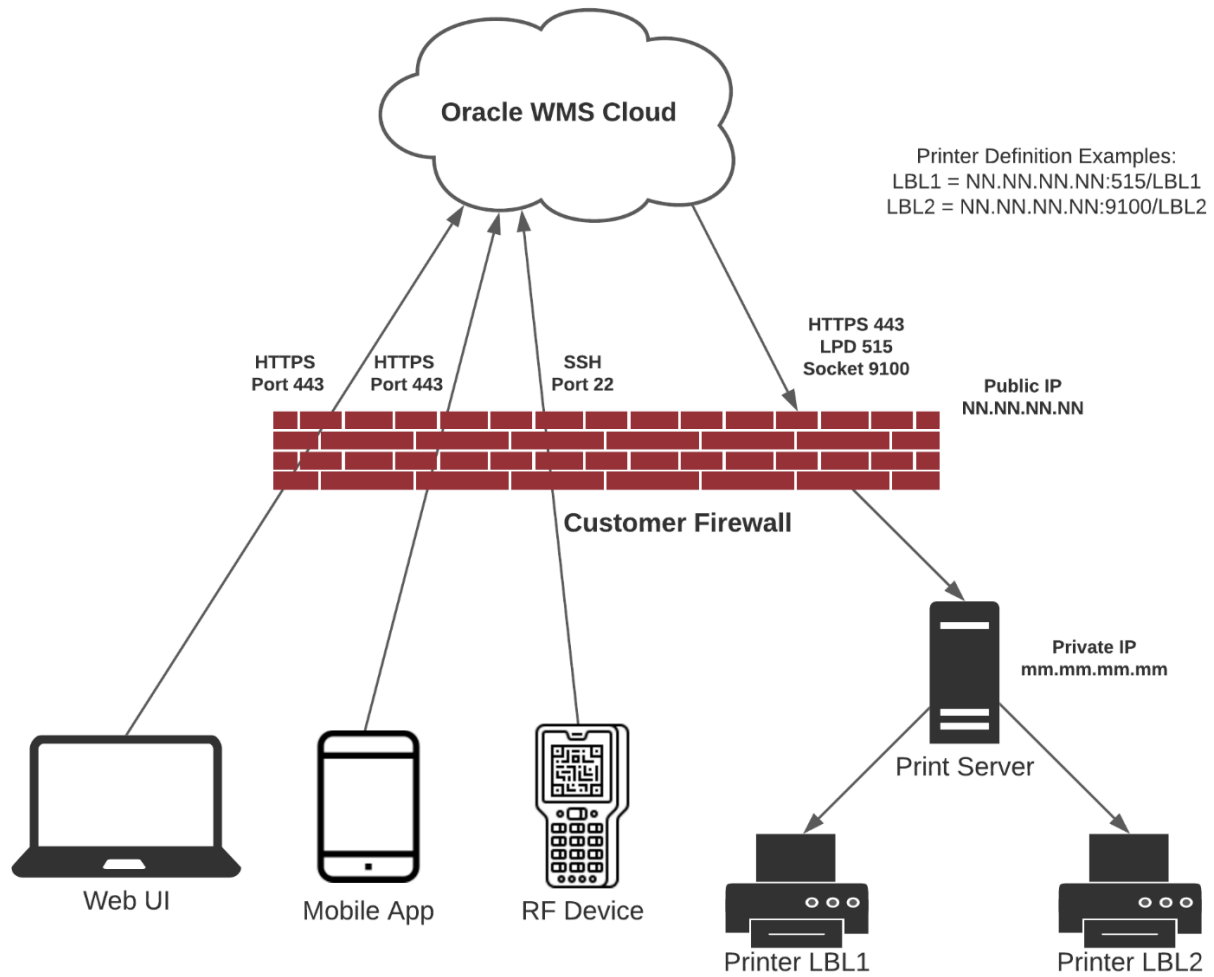 Oracle WMS Cloud
Printer Definition Examples:
LBL1 = NN.NN.NN.NN:515/LBL1
LBL2 = NN.NN.NN.NN:9100/LBL2
HTTPS
Port 443
HTTPS
Port 443
SSH
Port 22
HTTPS 443
LPD 515
Socket 9100
Public IP
NN.NN.NN.NN
Customer Firewall
Private IP
mm.mm.mm.mm
Print Server
Web UI
Mobile App
RF Device
Printer LBL1
Printer LBL2